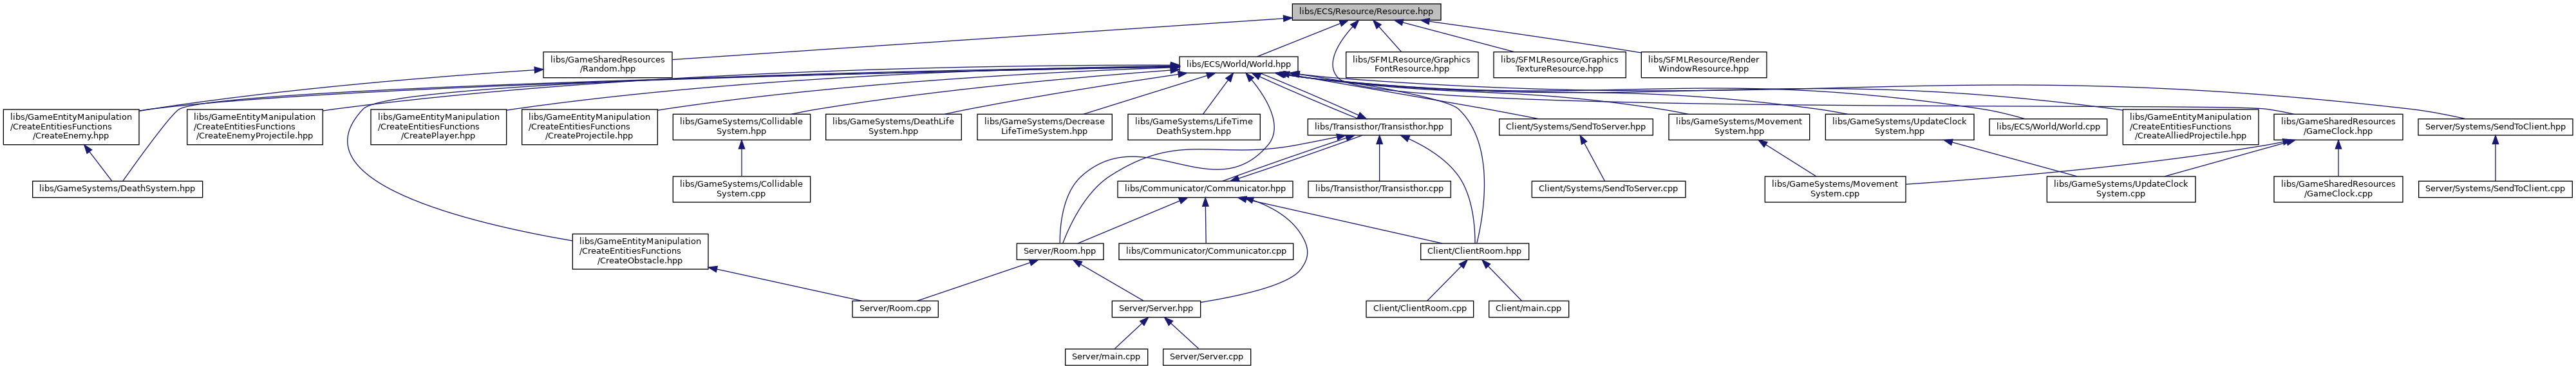 libs/ECS/Resource/Resource.hpp
libs/GameSharedResources
/Random.hpp
libs/ECS/World/World.hpp
libs/SFMLResource/Graphics
FontResource.hpp
libs/SFMLResource/Graphics
TextureResource.hpp
libs/SFMLResource/Render
WindowResource.hpp
libs/GameEntityManipulation
/CreateEntitiesFunctions
/CreateEnemy.hpp
libs/GameEntityManipulation
/CreateEntitiesFunctions
/CreateEnemyProjectile.hpp
libs/GameEntityManipulation
/CreateEntitiesFunctions
/CreatePlayer.hpp
libs/GameEntityManipulation
/CreateEntitiesFunctions
/CreateProjectile.hpp
libs/GameSystems/Collidable
System.hpp
libs/GameSystems/DeathLife
System.hpp
libs/GameSystems/Decrease
LifeTimeSystem.hpp
libs/GameSystems/LifeTime
DeathSystem.hpp
libs/Transisthor/Transisthor.hpp
Client/Systems/SendToServer.hpp
libs/GameSystems/Movement
System.hpp
libs/GameSystems/UpdateClock
System.hpp
libs/ECS/World/World.cpp
libs/GameEntityManipulation
/CreateEntitiesFunctions
/CreateAlliedProjectile.hpp
libs/GameSharedResources
/GameClock.hpp
Server/Systems/SendToClient.hpp
libs/GameSystems/DeathSystem.hpp
libs/GameSystems/Collidable
System.cpp
libs/Communicator/Communicator.hpp
libs/Transisthor/Transisthor.cpp
Client/Systems/SendToServer.cpp
libs/GameSystems/Movement
System.cpp
libs/GameSystems/UpdateClock
System.cpp
libs/GameSharedResources
/GameClock.cpp
Server/Systems/SendToClient.cpp
libs/GameEntityManipulation
/CreateEntitiesFunctions
/CreateObstacle.hpp
Server/Room.hpp
libs/Communicator/Communicator.cpp
Client/ClientRoom.hpp
Server/Room.cpp
Server/Server.hpp
Client/ClientRoom.cpp
Client/main.cpp
Server/main.cpp
Server/Server.cpp